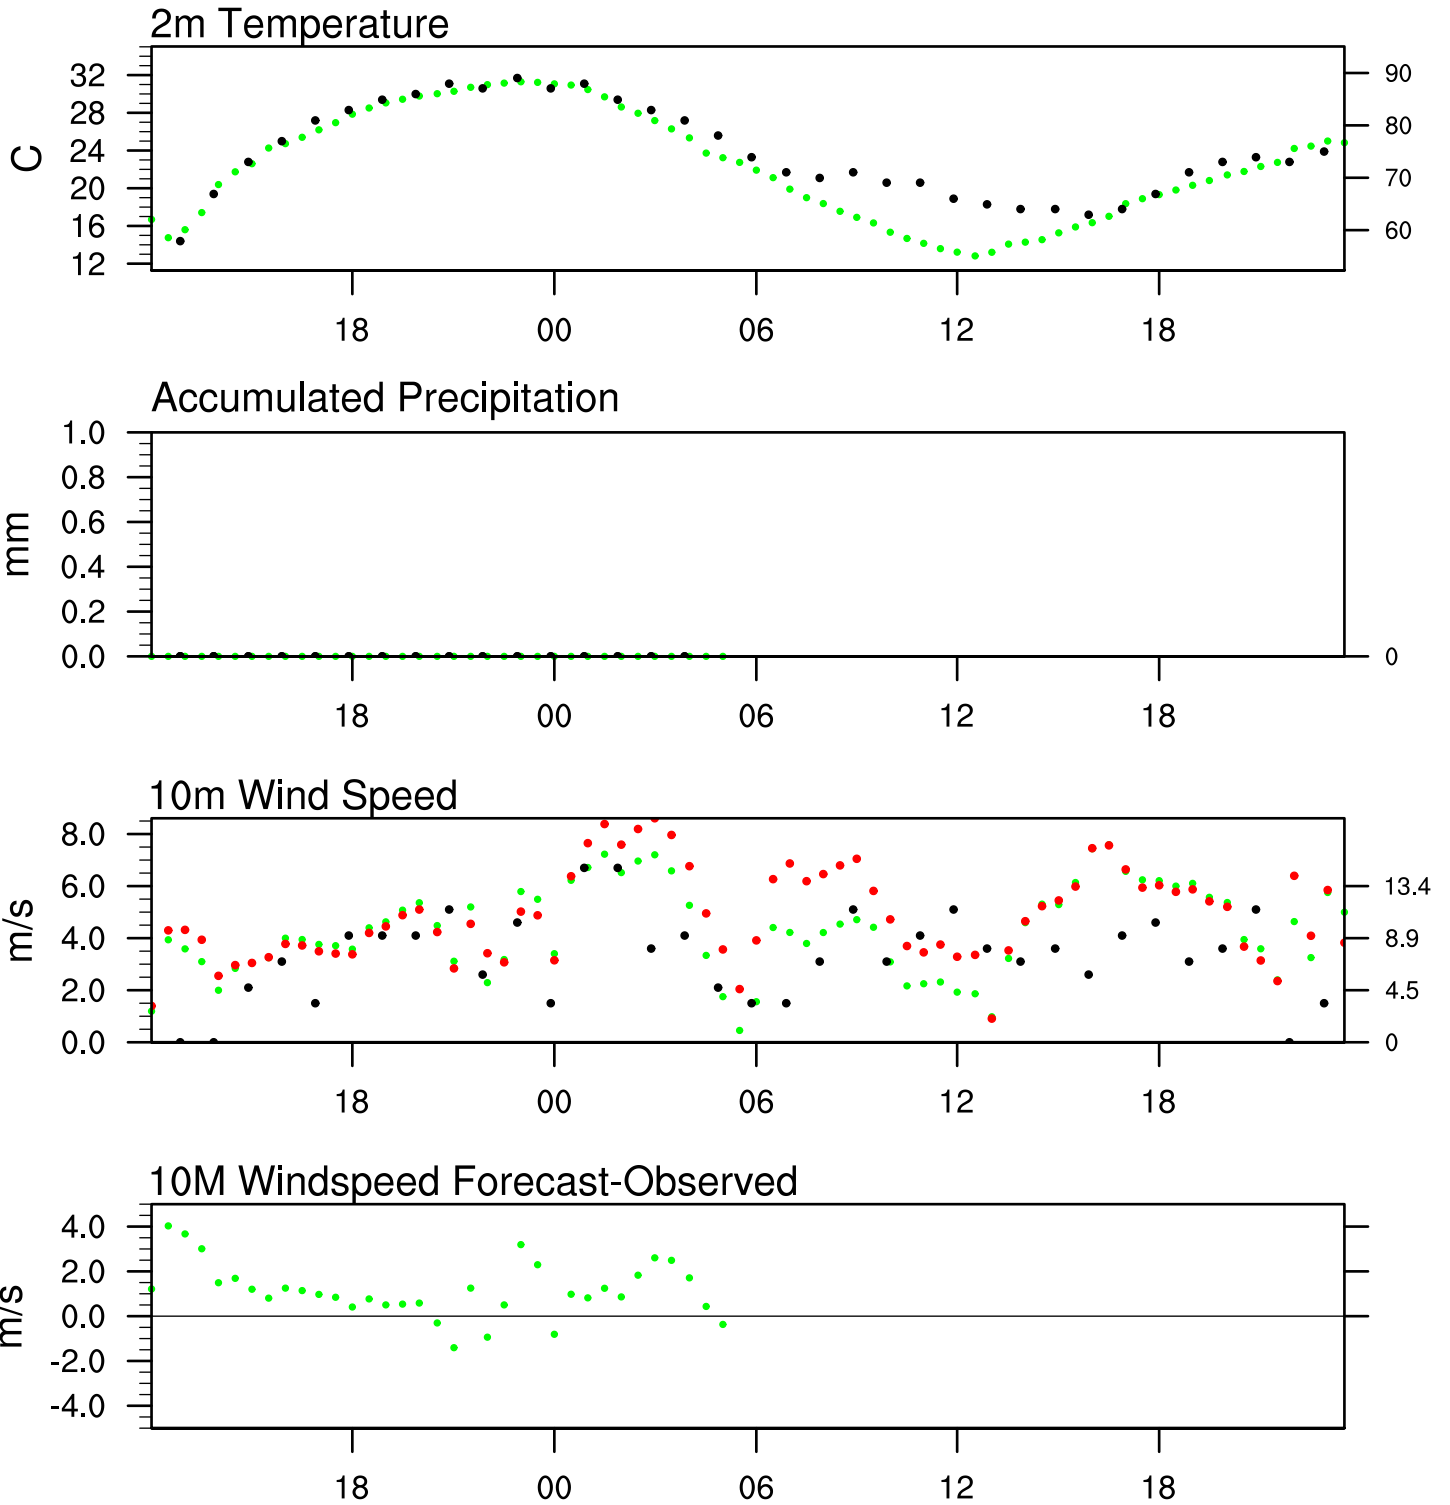 2m Temperature
32
28
24
20
16
12
C
90
80
70
60
18 00 06 12 18
Accumulated Precipitation
1.0
0.8
0.6
0.4
0.2
0.0
mm
0
18 00 06 12 18
10m Wind Speed
8.0
6.0
4.0
2.0
0.0
m/s
13.4
8.9
4.5
0
18 00 06 12 18
10M Windspeed Forecast-Observed
4.0
2.0
0.0
-2.0
-4.0
m/s
18 00 06 12 18